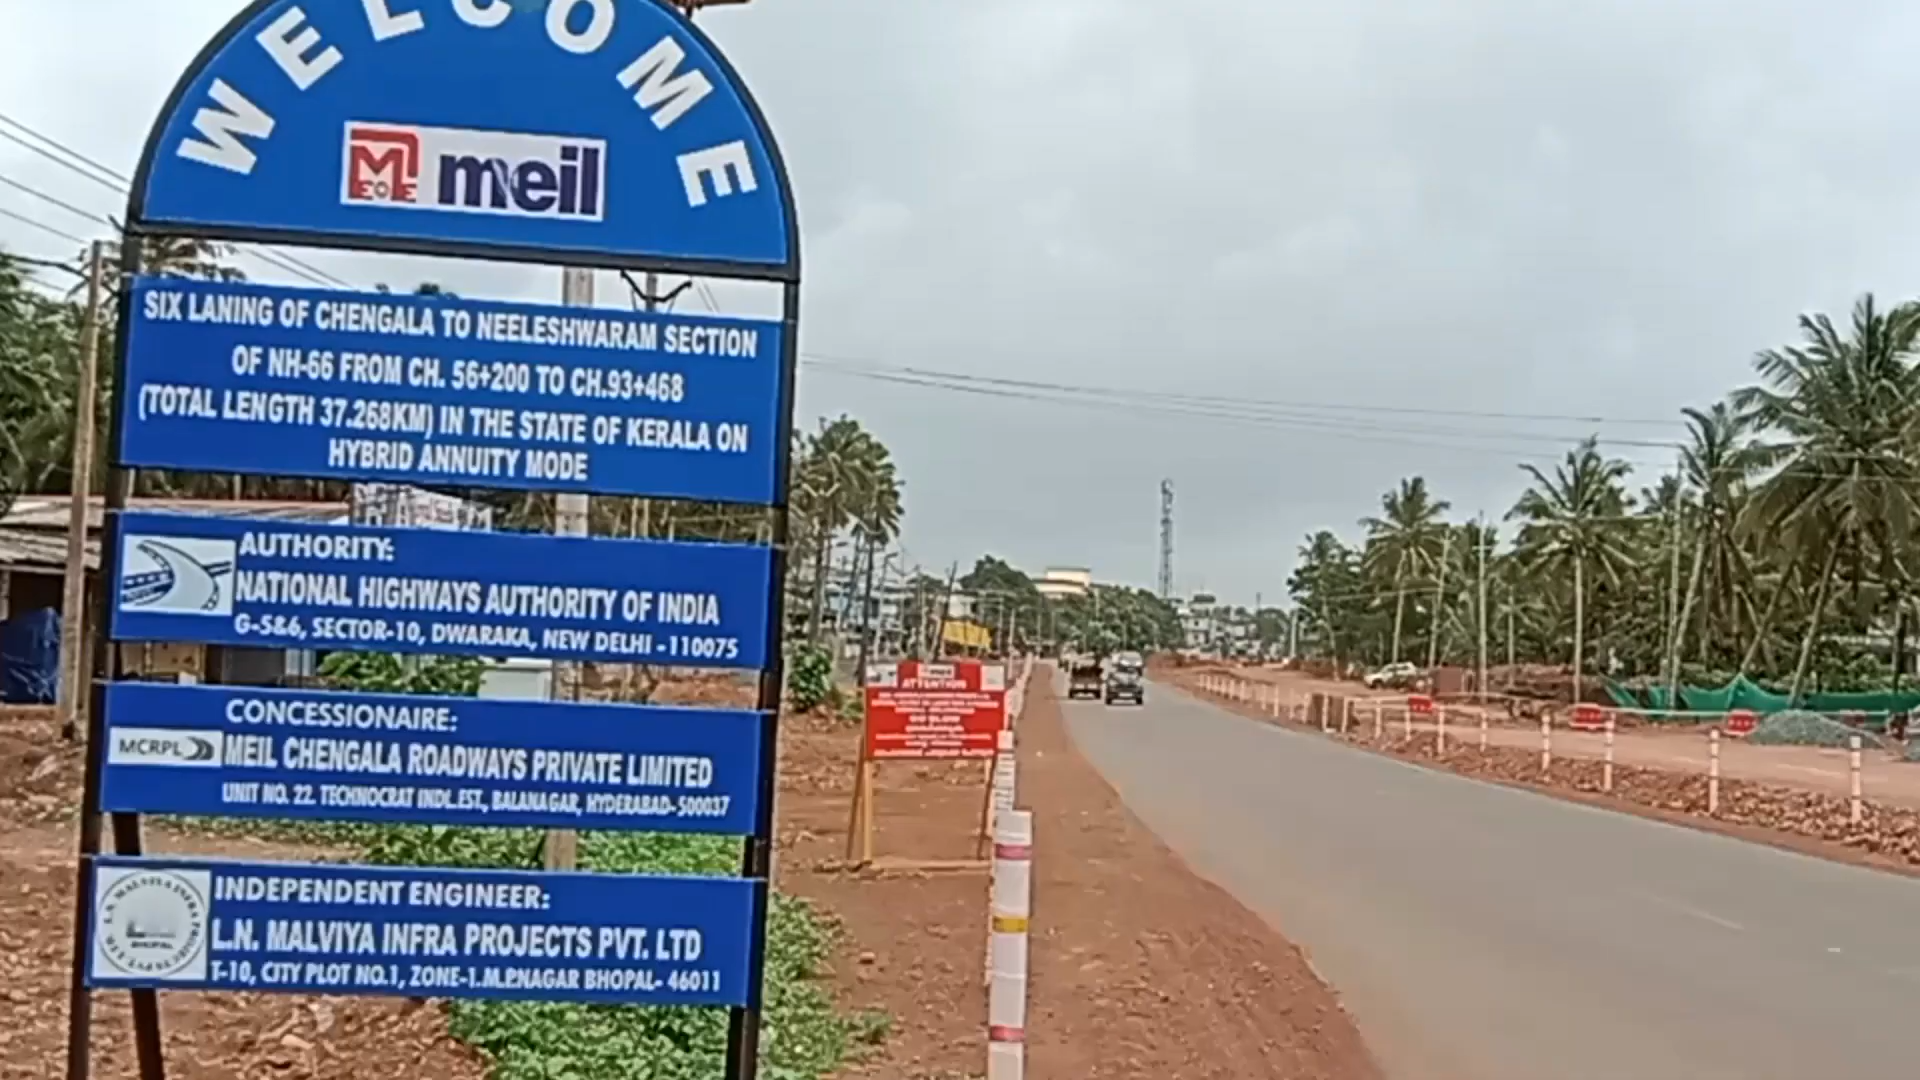 WELCOME
MEOE meil
SIX LANING OF CHENGALA TO NEELESHWARAM SECTION
OF NH-66 FROM CH. 56+200 TO CH.93+468
(TOTAL LENGTH 37.268KM) IN THE STATE OF KERALA ON
HYBRID ANNUITY MODE
AUTHORITY:
NATIONAL HIGHWAYS AUTHORITY OF INDIA
G-5&6, SECTOR-10, DWARAKA, NEW DELHI -110075
CONCESSIONAIRE:
MCRPL
MEIL CHENGALA ROADWAYS PRIVATE LIMITED
UNIT NO. 22. TECHNOCRAT INDL.EST., BALANAGAR, HYDERABAD-500037
INDEPENDENT ENGINEER:
L.N. MALVIYA INFRA PROJECTS PVT. LTD
T-10, CITY PLOT NO.1, ZONE-1.M.P.NAGAR BHOPAL- 46011
BHOPAL
ATTENTION